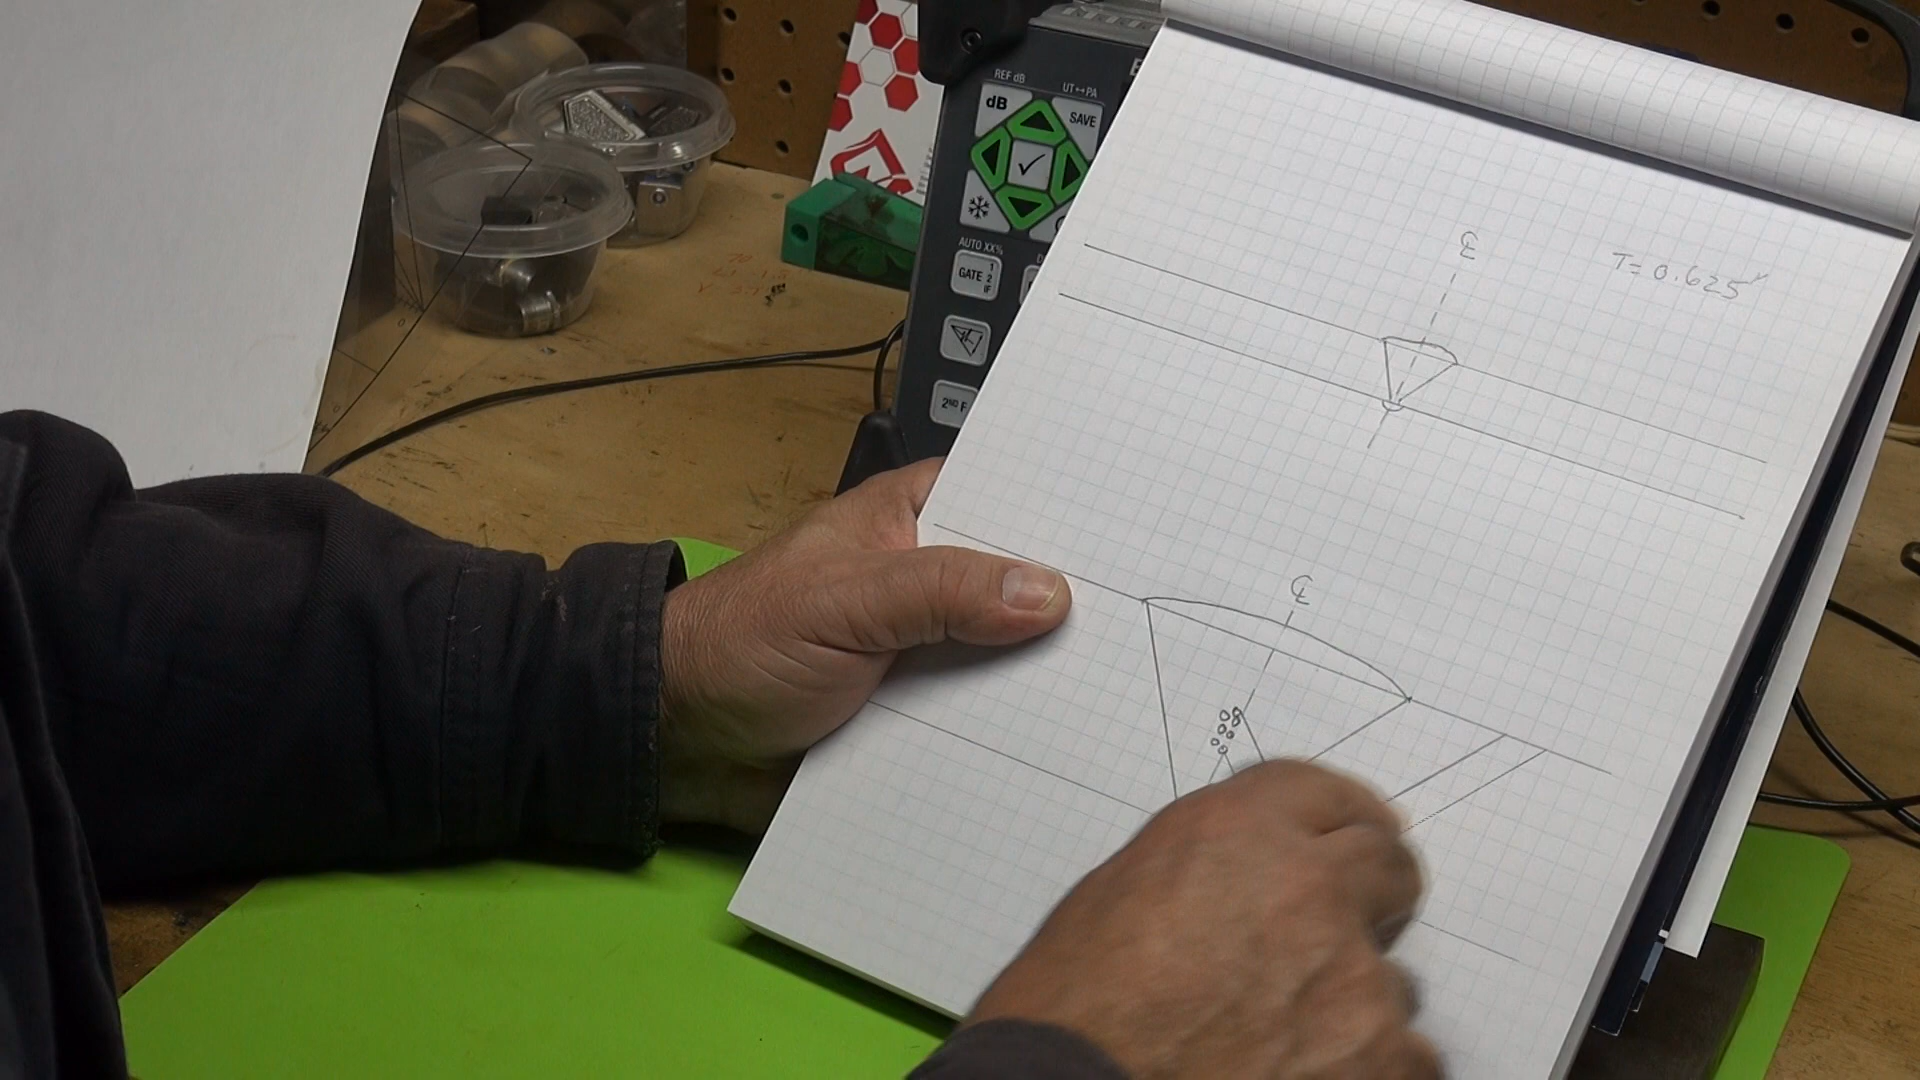 REF dB
UT↔PA
E
dB
SAVE
AUTO XX%
D
GATE 1 2 IF
2ND F
℄
T= 0.625"
℄